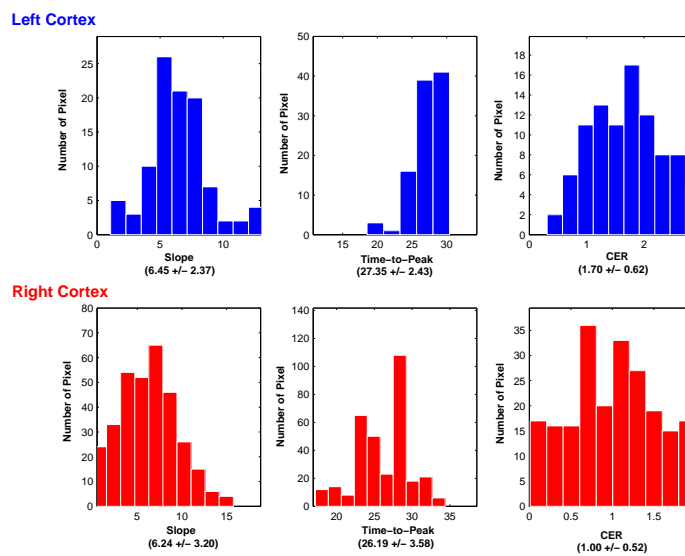 Left Cortex
25
20
15
10
5
0
Number of Pixel
0 5 10
Slope
(6.45 +/− 2.37)
50
40
30
20
10
0
Number of Pixel
15 20 25 30
Time−to−Peak
(27.35 +/− 2.43)
18
16
14
12
10
8
6
4
2
0
Number of Pixel
0 1 2
CER
(1.70 +/− 0.62)
Right Cortex
80
70
60
50
40
30
20
10
0
Number of Pixel
5 10 15
Slope
(6.24 +/− 3.20)
140
120
100
80
60
40
20
0
Number of Pixel
20 25 30 35
Time−to−Peak
(26.19 +/− 3.58)
35
30
25
20
15
10
5
0
Number of Pixel
0 0.5 1 1.5
CER
(1.00 +/− 0.52)